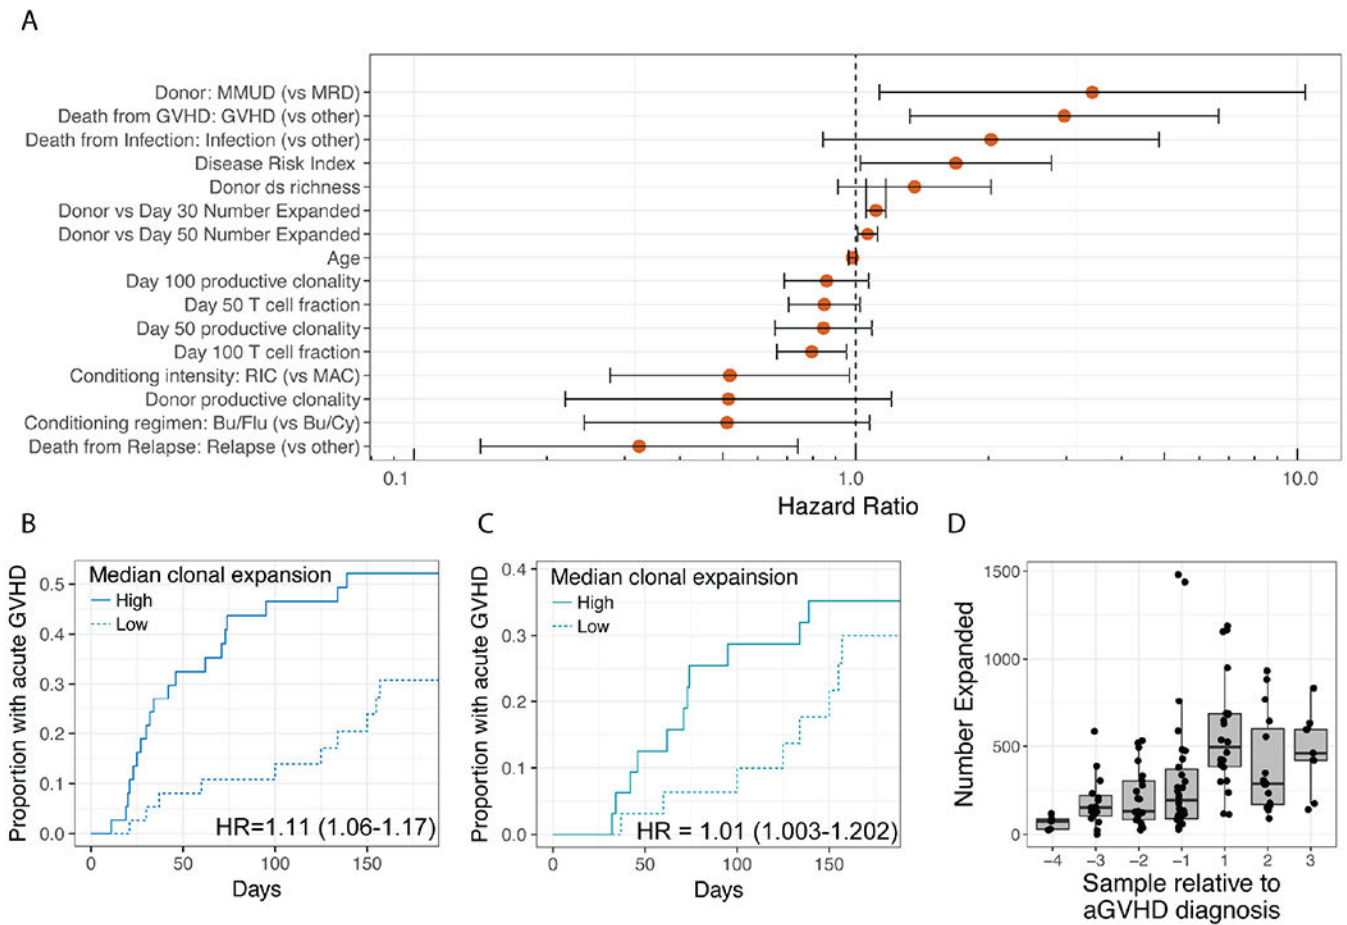 A
Donor: MMUD (vs MRD)
Death from GVHD: GVHD (vs other)
Death from Infection: Infection (vs other)
Disease Risk Index
Donor ds richness
Donor vs Day 30 Number Expanded
Donor vs Day 50 Number Expanded
Age
Day 100 productive clonality
Day 50 T cell fraction
Day 50 productive clonality
Day 100 T cell fraction
Conditiong intensity: RIC (vs MAC)
Donor productive clonality
Conditioning regimen: Bu/Flu (vs Bu/Cy)
Death from Relapse: Relapse (vs other)
0.1 1.0 10.0
Hazard Ratio
B
Proportion with acute GVHD
0.5
0.4
0.3
0.2
0.1
0.0
Median clonal expansion
High
Low
HR=1.11 (1.06-1.17)
0 50 100 150
Days
C
Proportion with acute GVHD
0.4
0.3
0.2
0.1
0.0
Median clonal expainsion
High
Low
HR = 1.01 (1.003-1.202)
0 50 100 150
Days
D
Number Expanded
1500
1000
500
0
−4 −3 −2 −1 1 2 3
Sample relative to
aGVHD diagnosis